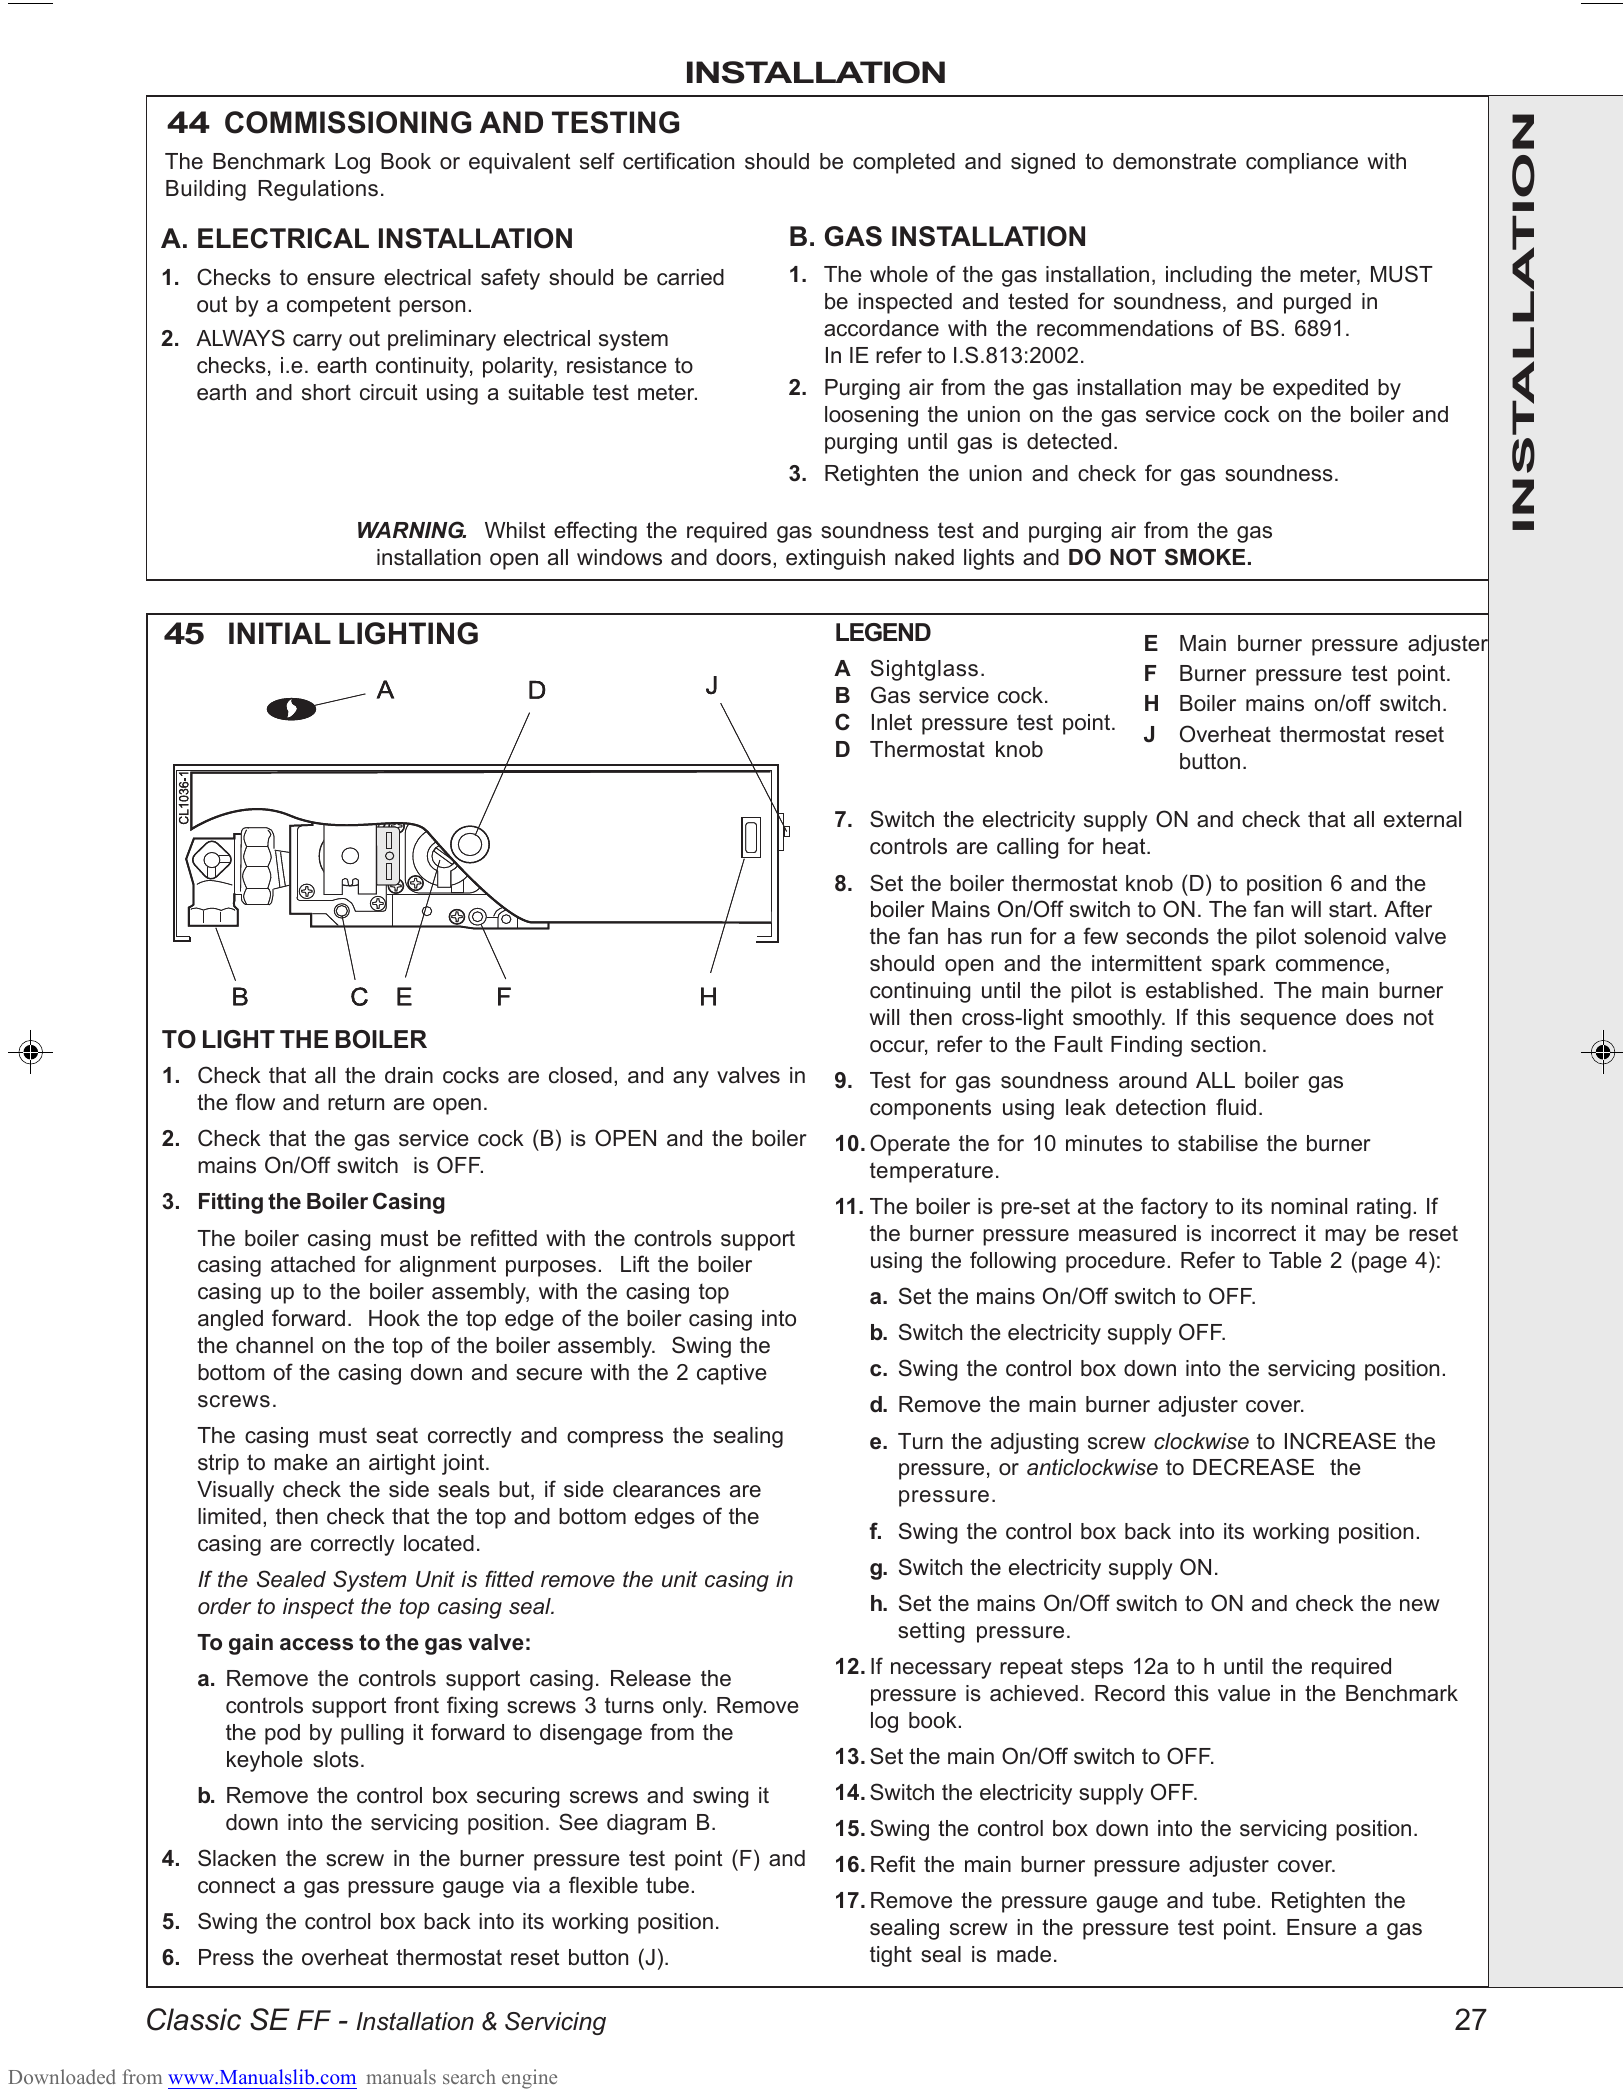 INSTALLATION
44 COMMISSIONING AND TESTING
The Benchmark Log Book or equivalent self certification should be completed and signed to demonstrate compliance with
Building Regulations.
A. ELECTRICAL INSTALLATION
1. Checks to ensure electrical safety should be carried
out by a competent person.
2. ALWAYS carry out preliminary electrical system
checks, i.e. earth continuity, polarity, resistance to
earth and short circuit using a suitable test meter.
B. GAS INSTALLATION
1. The whole of the gas installation, including the meter, MUST
be inspected and tested for soundness, and purged in
accordance with the recommendations of BS. 6891.
In IE refer to I.S.813:2002.
2. Purging air from the gas installation may be expedited by
loosening the union on the gas service cock on the boiler and
purging until gas is detected.
3. Retighten the union and check for gas soundness.
WARNING. Whilst effecting the required gas soundness test and purging air from the gas
installation open all windows and doors, extinguish naked lights and DO NOT SMOKE.
INSTALLATION
45 INITIAL LIGHTING
A
D
J
CL1036-1
B
C
E
F
H
TO LIGHT THE BOILER
1. Check that all the drain cocks are closed, and any valves in
the flow and return are open.
2. Check that the gas service cock (B) is OPEN and the boiler
mains On/Off switch is OFF.
3. Fitting the Boiler Casing
The boiler casing must be refitted with the controls support
casing attached for alignment purposes. Lift the boiler
casing up to the boiler assembly, with the casing top
angled forward. Hook the top edge of the boiler casing into
the channel on the top of the boiler assembly. Swing the
bottom of the casing down and secure with the 2 captive
screws.
The casing must seat correctly and compress the sealing
strip to make an airtight joint.
Visually check the side seals but, if side clearances are
limited, then check that the top and bottom edges of the
casing are correctly located.
If the Sealed System Unit is fitted remove the unit casing in
order to inspect the top casing seal.
To gain access to the gas valve:
a. Remove the controls support casing. Release the
controls support front fixing screws 3 turns only. Remove
the pod by pulling it forward to disengage from the
keyhole slots.
b. Remove the control box securing screws and swing it
down into the servicing position. See diagram B.
4. Slacken the screw in the burner pressure test point (F) and
connect a gas pressure gauge via a flexible tube.
5. Swing the control box back into its working position.
6. Press the overheat thermostat reset button (J).
LEGEND
A Sightglass.
B Gas service cock.
C Inlet pressure test point.
D Thermostat knob
E Main burner pressure adjuster
F Burner pressure test point.
H Boiler mains on/off switch.
J Overheat thermostat reset
button.
7. Switch the electricity supply ON and check that all external
controls are calling for heat.
8. Set the boiler thermostat knob (D) to position 6 and the
boiler Mains On/Off switch to ON. The fan will start. After
the fan has run for a few seconds the pilot solenoid valve
should open and the intermittent spark commence,
continuing until the pilot is established. The main burner
will then cross-light smoothly. If this sequence does not
occur, refer to the Fault Finding section.
9. Test for gas soundness around ALL boiler gas
components using leak detection fluid.
10. Operate the for 10 minutes to stabilise the burner
temperature.
11. The boiler is pre-set at the factory to its nominal rating. If
the burner pressure measured is incorrect it may be reset
using the following procedure. Refer to Table 2 (page 4):
a. Set the mains On/Off switch to OFF.
b. Switch the electricity supply OFF.
c. Swing the control box down into the servicing position.
d. Remove the main burner adjuster cover.
e. Turn the adjusting screw clockwise to INCREASE the
pressure, or anticlockwise to DECREASE the
pressure.
f. Swing the control box back into its working position.
g. Switch the electricity supply ON.
h. Set the mains On/Off switch to ON and check the new
setting pressure.
12. If necessary repeat steps 12a to h until the required
pressure is achieved. Record this value in the Benchmark
log book.
13. Set the main On/Off switch to OFF.
14. Switch the electricity supply OFF.
15. Swing the control box down into the servicing position.
16. Refit the main burner pressure adjuster cover.
17. Remove the pressure gauge and tube. Retighten the
sealing screw in the pressure test point. Ensure a gas
tight seal is made.
Classic SE FF - Installation & Servicing
27
Downloaded from www.Manualslib.com manuals search engine